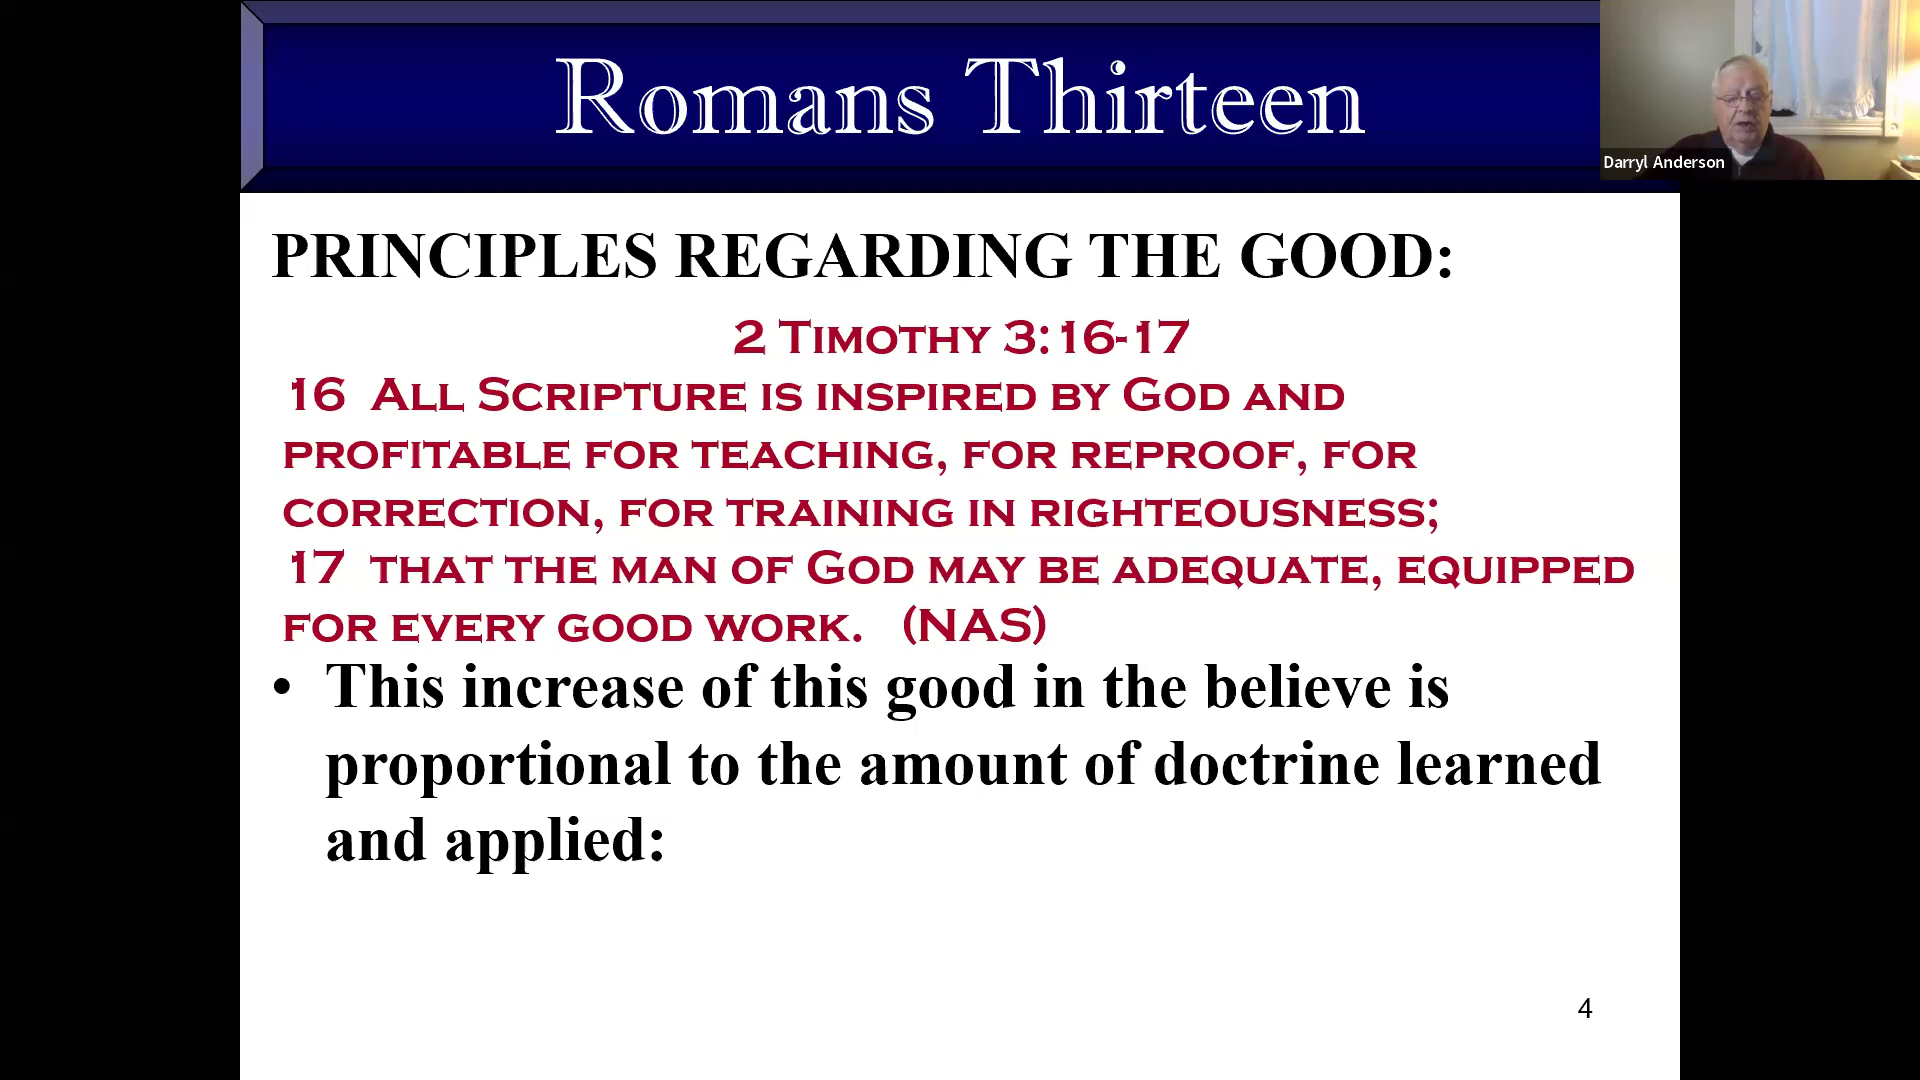 Romans Thirteen
Darryl Anderson
PRINCIPLES REGARDING THE GOOD:
2 Timothy 3:16-17
16 All Scripture is inspired by God and
profitable for teaching, for reproof, for
correction, for training in righteousness;
17 that the man of God may be adequate, equipped
for every good work. (NAS)
• This increase of this good in the believe is
proportional to the amount of doctrine learned
and applied:
4